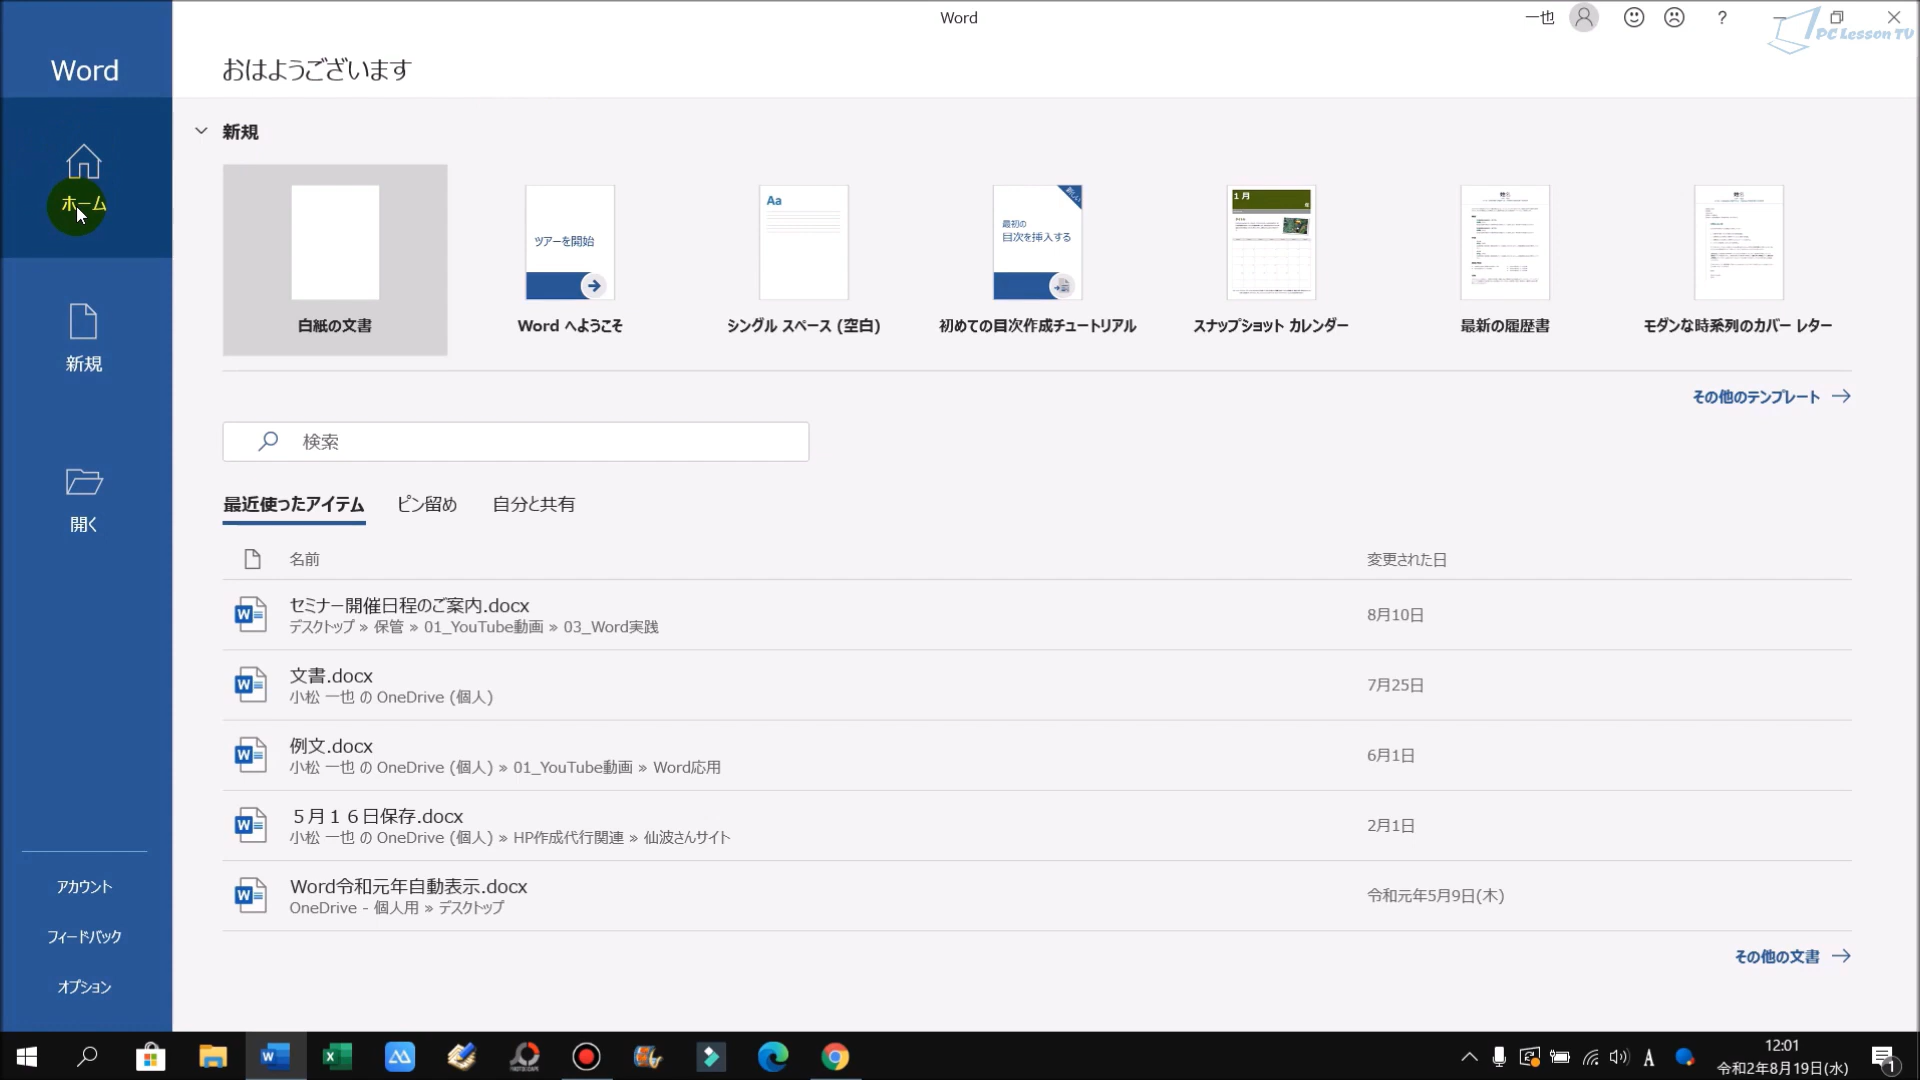 Word
一也
?
PC Lesson TV
Word
おはようございます
ホーム
新規
開く
アカウント
フィードバック
オプション
新規
ツアーを開始
Aa
最初の
目次を挿入する
1 月
白紙の文書
Word へようこそ
シングル スペース (空白)
初めての目次作成チュートリアル
スナップショット カレンダー
最新の履歴書
モダンな時系列のカバー レター
その他のテンプレート
検索
最近使ったアイテム ピン留め 自分と共有
名前 変更された日
セミナー開催日程のご案内.docx
デスクトップ » 保管 » 01_YouTube動画 » 03_Word実践
8月10日
文書.docx
小松 一也 の OneDrive (個人)
7月25日
例文.docx
小松 一也 の OneDrive (個人) » 01_YouTube動画 » Word応用
6月1日
５月１６日保存.docx
小松 一也 の OneDrive (個人) » HP作成代行関連 » 仙波さんサイト
2月1日
Word令和元年自動表示.docx
OneDrive - 個人用 » デスクトップ
令和元年5月9日(木)
その他の文書
A
12:01
令和2年8月19日(水)
1